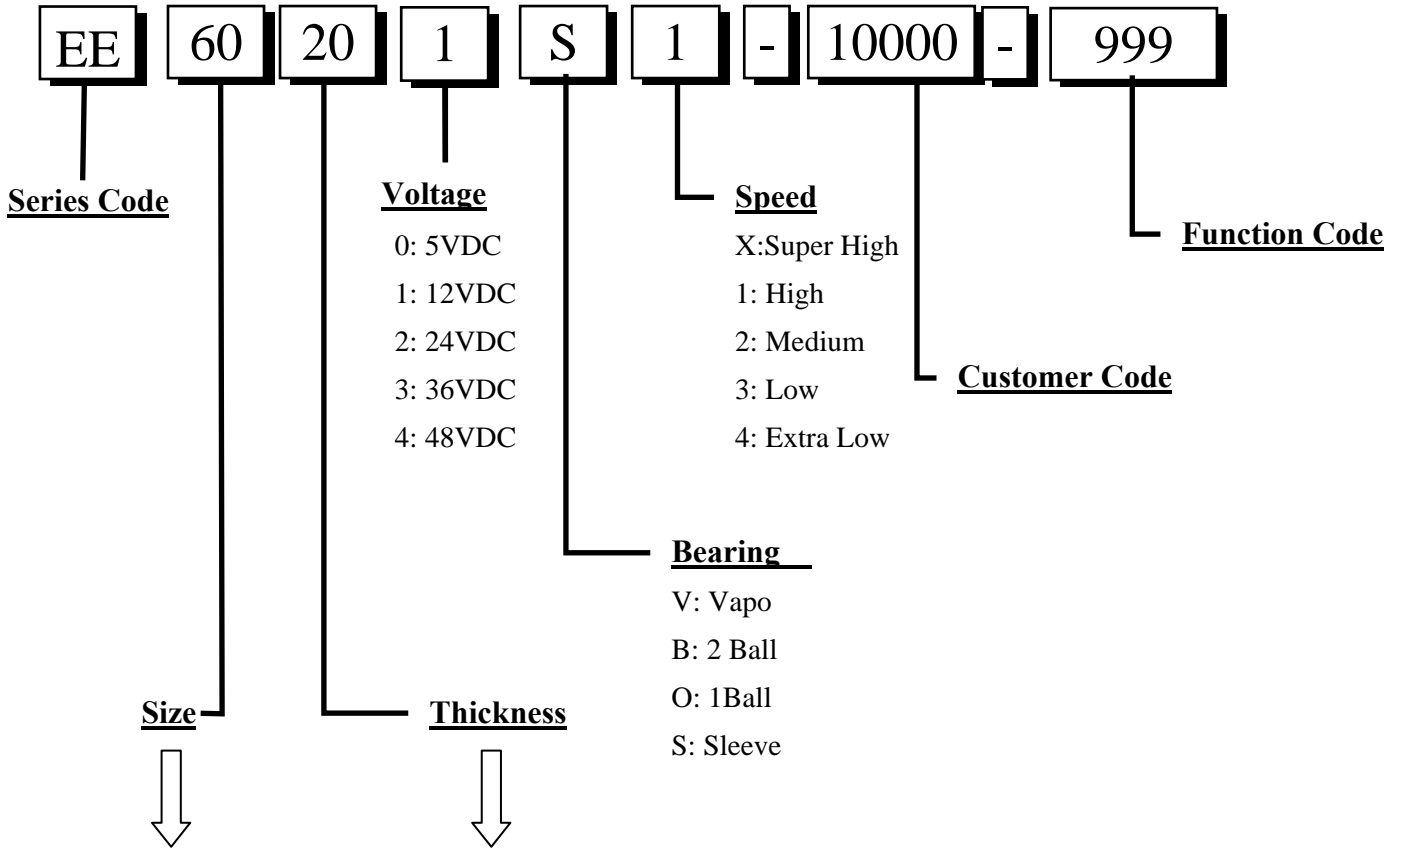 EE 60 20 1 S 1 - 10000 - 999
Series Code
Voltage
0: 5VDC
1: 12VDC
2: 24VDC
3: 36VDC
4: 48VDC
Speed
X:Super High
1: High
2: Medium
3: Low
4: Extra Low
Function Code
Customer Code
Bearing
V: Vapo
B: 2 Ball
O: 1Ball
S: Sleeve
Size
Thickness